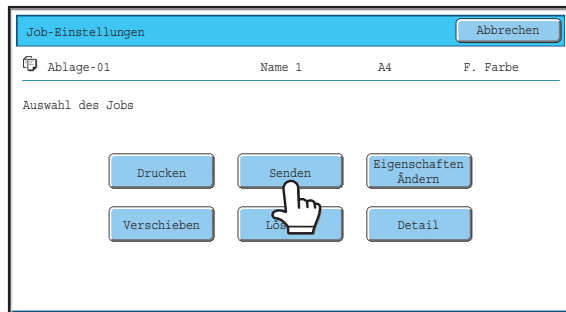 Job-Einstellungen Abbrechen
Ablage-01 Name 1 A4 F. Farbe
Auswahl des Jobs
Drucken Senden Eigenschaften Ändern
Verschieben Detail